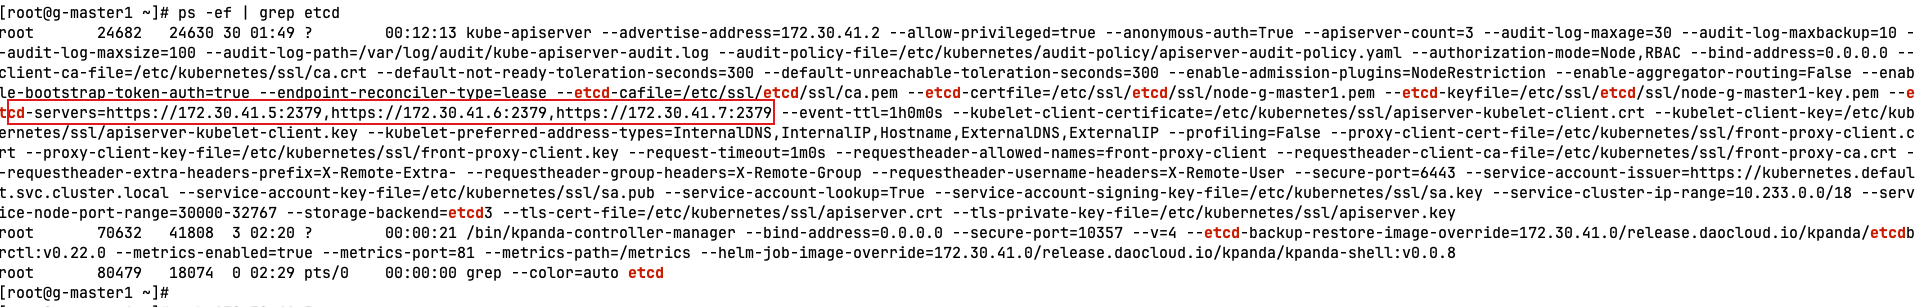 [root@g-master1 ~]# ps -ef | grep etcd
root      24682   24630 30 01:49 ?        00:12:13 kube-apiserver --advertise-address=172.30.41.2 --allow-privileged=true --anonymous-auth=True --apiserver-count=3 --audit-log-maxage=30 --audit-log-maxbackup=10 -
-audit-log-maxsize=100 --audit-log-path=/var/log/audit/kube-apiserver-audit.log --audit-policy-file=/etc/kubernetes/audit-policy/apiserver-audit-policy.yaml --authorization-mode=Node,RBAC --bind-address=0.0.0.0 --
client-ca-file=/etc/kubernetes/ssl/ca.crt --default-not-ready-toleration-seconds=300 --default-unreachable-toleration-seconds=300 --enable-admission-plugins=NodeRestriction --enable-aggregator-routing=False --enab
le-bootstrap-token-auth=true --endpoint-reconciler-type=lease --etcd-cafile=/etc/ssl/etcd/ssl/ca.pem --etcd-certfile=/etc/ssl/etcd/ssl/node-g-master1.pem --etcd-keyfile=/etc/ssl/etcd/ssl/node-g-master1-key.pem --e
tcd-servers=https://172.30.41.5:2379,https://172.30.41.6:2379,https://172.30.41.7:2379 --event-ttl=1h0m0s --kubelet-client-certificate=/etc/kubernetes/ssl/apiserver-kubelet-client.crt --kubelet-client-key=/etc/kub
ernetes/ssl/apiserver-kubelet-client.key --kubelet-preferred-address-types=InternalDNS,InternalIP,Hostname,ExternalDNS,ExternalIP --profiling=False --proxy-client-cert-file=/etc/kubernetes/ssl/front-proxy-client.c
rt --proxy-client-key-file=/etc/kubernetes/ssl/front-proxy-client.key --request-timeout=1m0s --requestheader-allowed-names=front-proxy-client --requestheader-client-ca-file=/etc/kubernetes/ssl/front-proxy-ca.crt -
-requestheader-extra-headers-prefix=X-Remote-Extra- --requestheader-group-headers=X-Remote-Group --requestheader-username-headers=X-Remote-User --secure-port=6443 --service-account-issuer=https://kubernetes.defaul
t.svc.cluster.local --service-account-key-file=/etc/kubernetes/ssl/sa.pub --service-account-lookup=True --service-account-signing-key-file=/etc/kubernetes/ssl/sa.key --service-cluster-ip-range=10.233.0.0/18 --serv
ice-node-port-range=30000-32767 --storage-backend=etcd3 --tls-cert-file=/etc/kubernetes/ssl/apiserver.crt --tls-private-key-file=/etc/kubernetes/ssl/apiserver.key
root      70632   41808  3 02:20 ?        00:00:21 /bin/kpanda-controller-manager --bind-address=0.0.0.0 --secure-port=10357 --v=4 --etcd-backup-restore-image-override=172.30.41.0/release.daocloud.io/kpanda/etcdb
rctl:v0.22.0 --metrics-enabled=true --metrics-port=81 --metrics-path=/metrics --helm-job-image-override=172.30.41.0/release.daocloud.io/kpanda/kpanda-shell:v0.0.8
root      80479   18074  0 02:29 pts/0    00:00:00 grep --color=auto etcd
[root@g-master1 ~]#